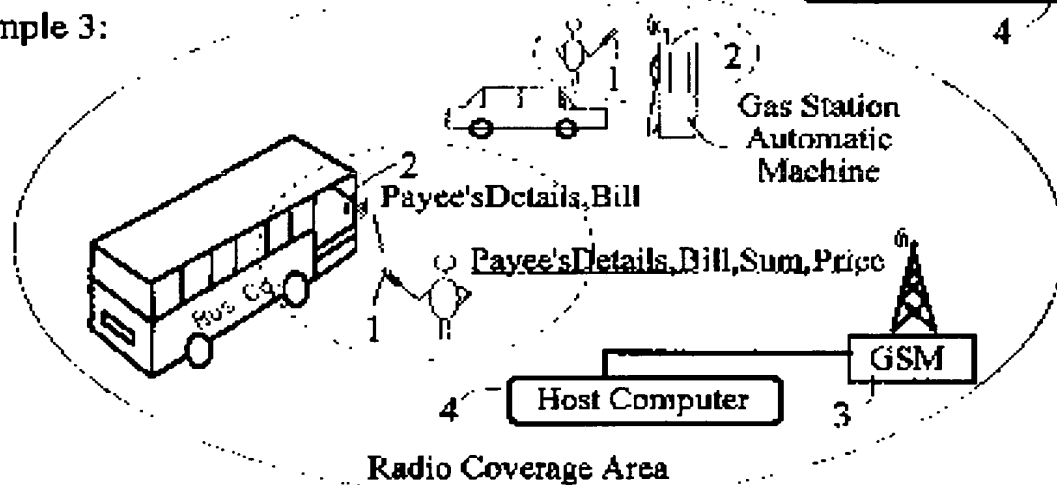 mple 3:
4
1
2
Gas Station
Automatic
Machine
2
Payee'sDetails,Bill
Payee'sDetails,Bill,Sum,Price
Bus Co.
1
GSM
4
Host Computer
3
Radio Coverage Area